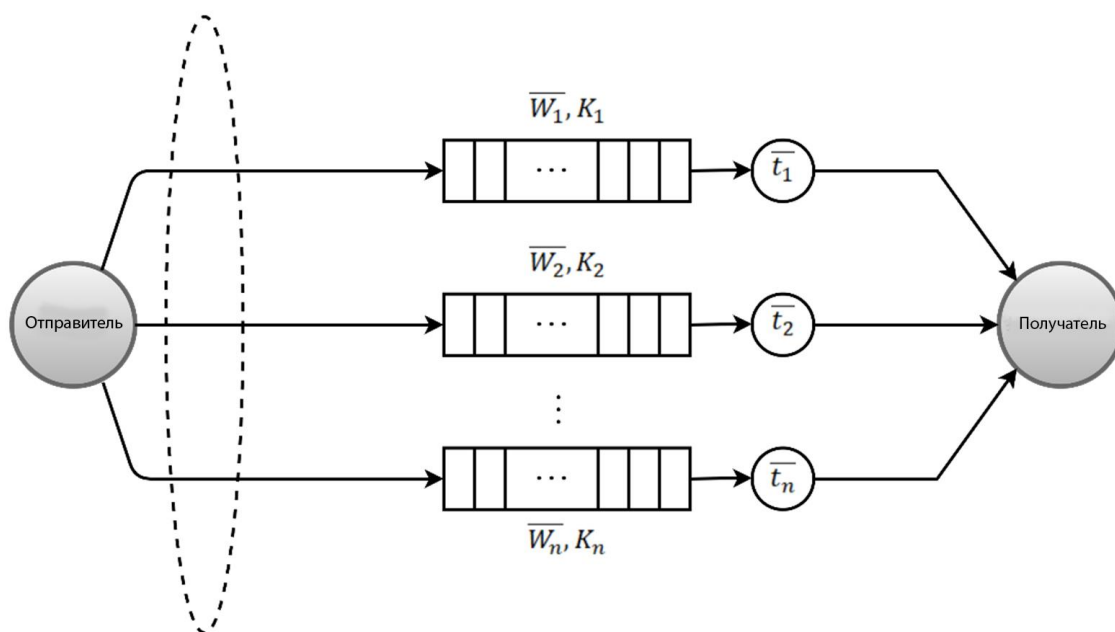 W̅₁, K₁
⋯
t̅₁
W̅₂, K₂
Отправитель
⋯
t̅₂
Получатель
⋮
⋯
t̅ₙ
W̅ₙ, Kₙ